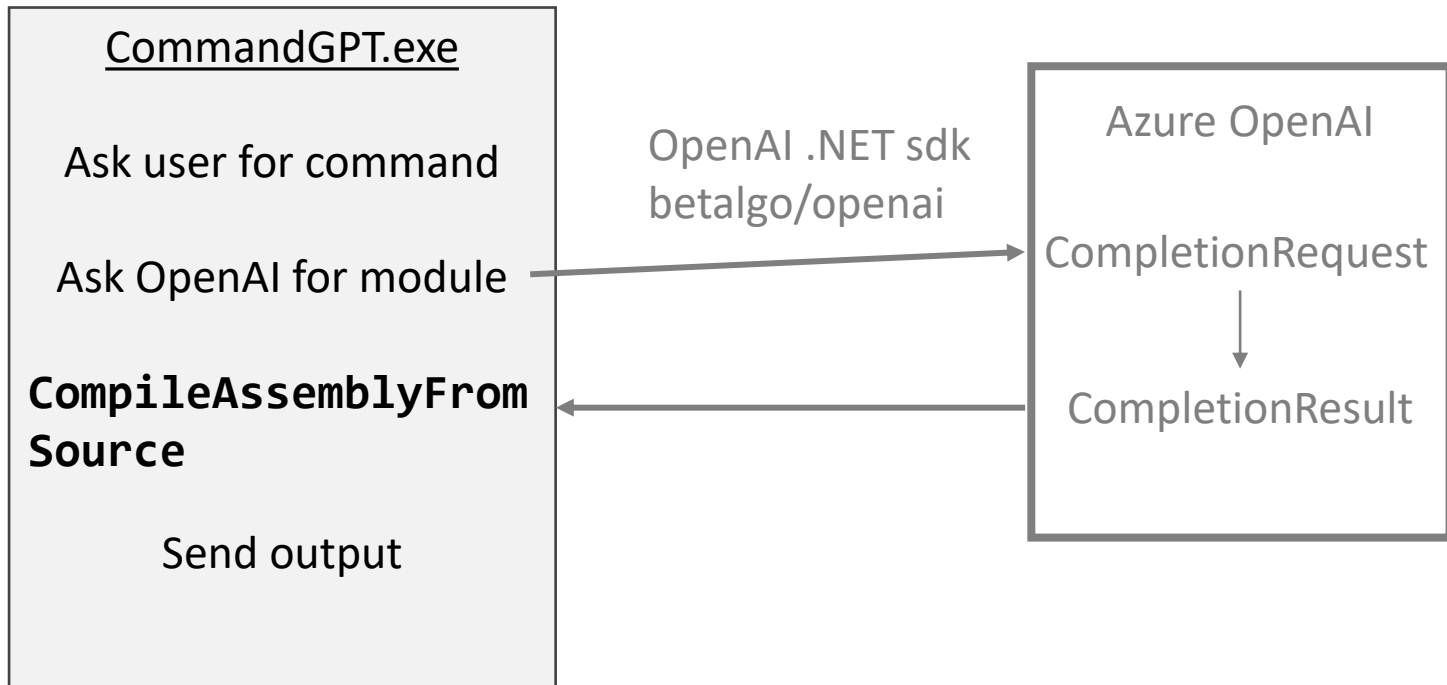 CommandGPT.exe
Ask user for command
Ask OpenAI for module
CompileAssemblyFrom
Source
Send output
OpenAI .NET sdk
betalgo/openai
Azure OpenAI
CompletionRequest
CompletionResult